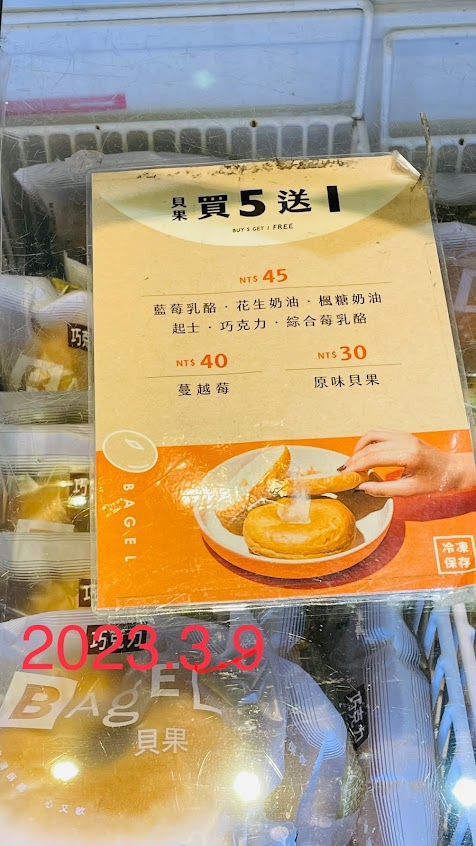 貝果 買5送1
BUY 5 GET 1 FREE
NT$ 45
藍莓乳酪・花生奶油・楓糖奶油
起士・巧克力・綜合莓乳酪
NT$ 40
蔓越莓
NT$ 30
原味貝果
BAGEL
冷凍
保存
巧克力
2023.3.9
BAgEL
貝果
巧克力